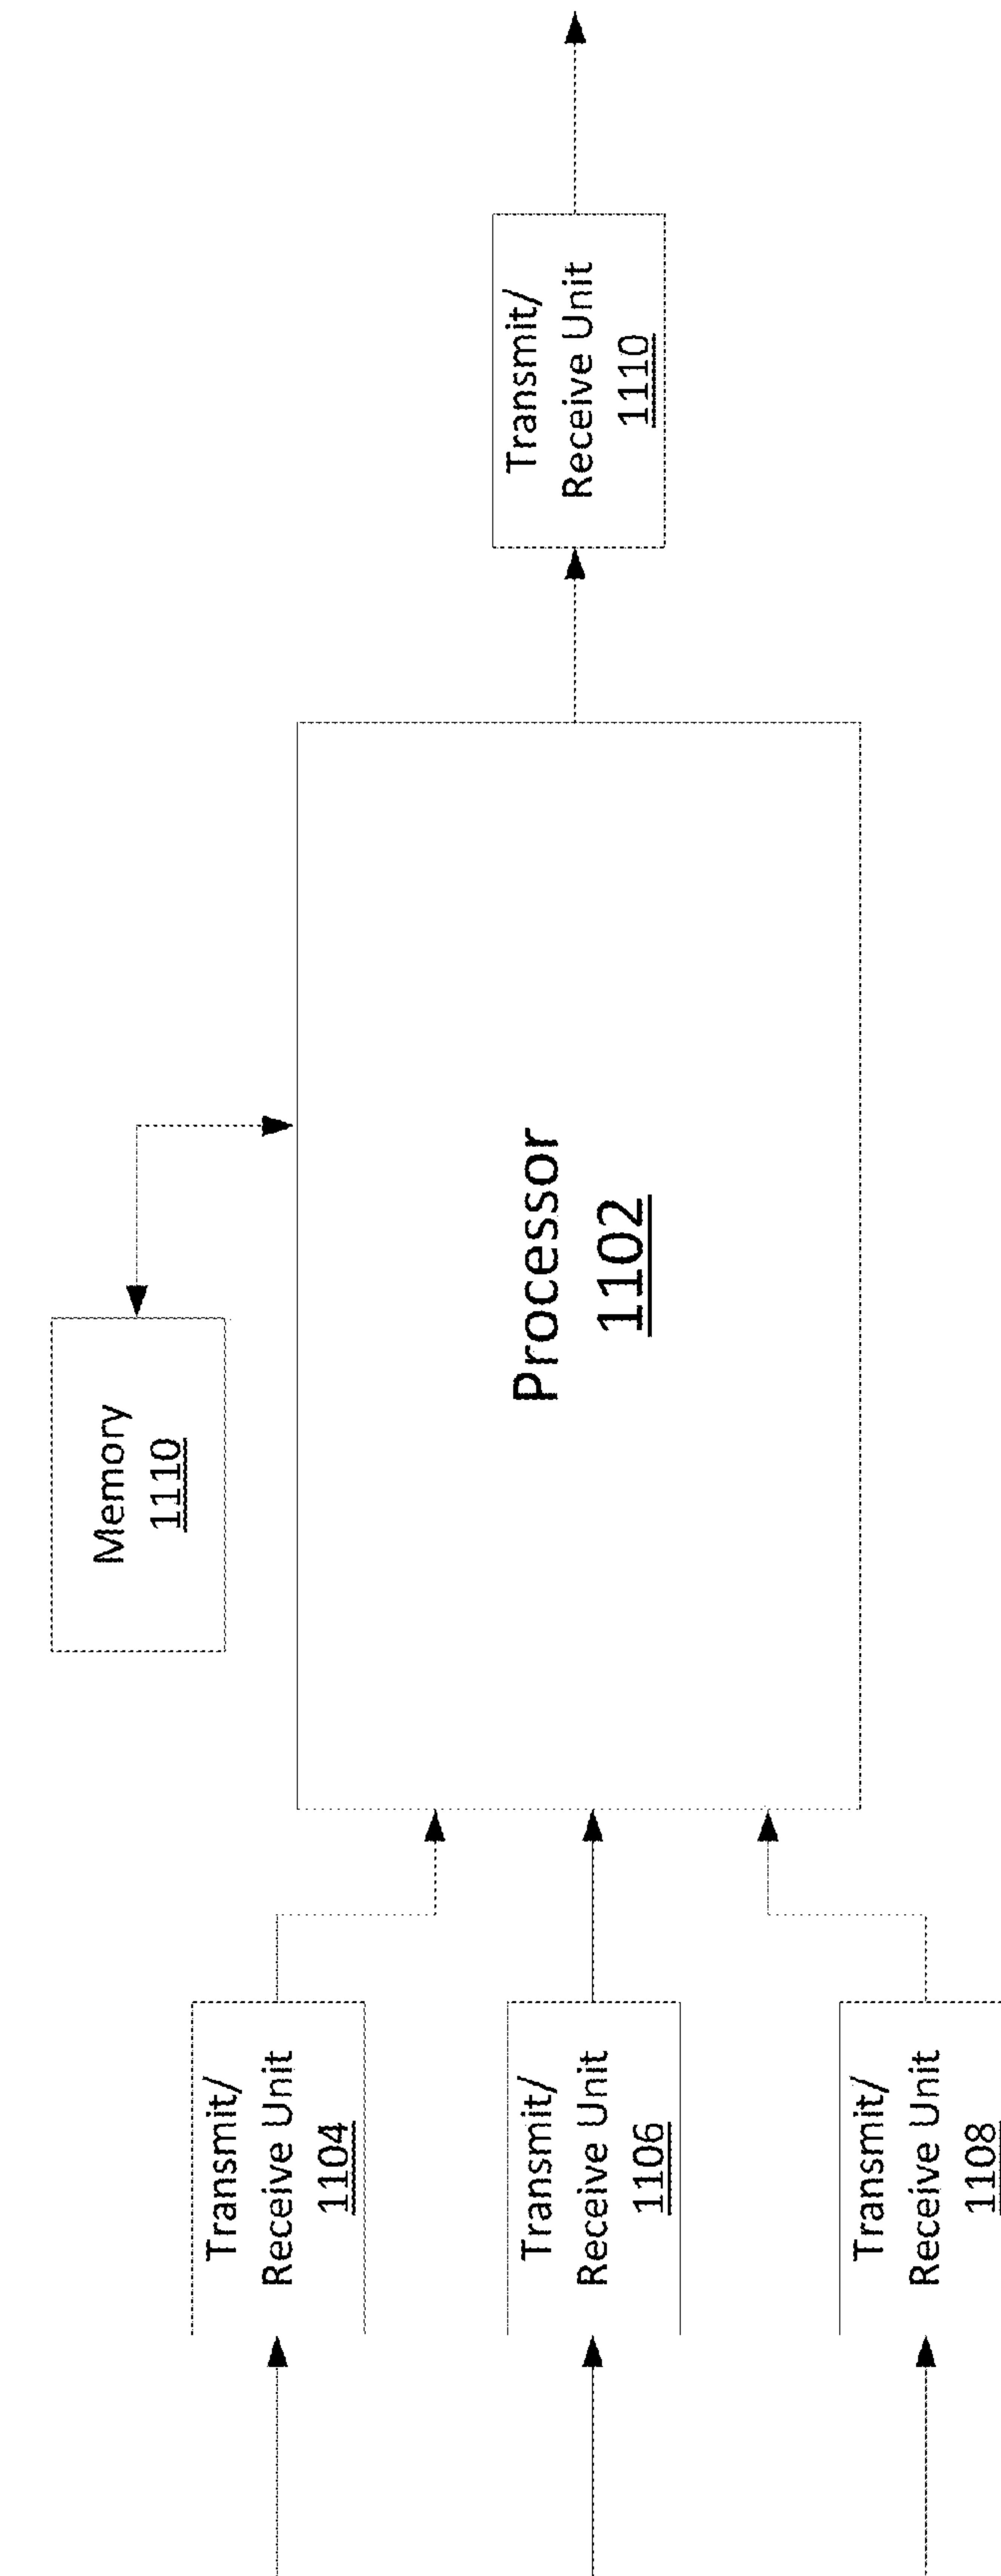 Memory
1110
Transmit/
Receive Unit
1104
Transmit/
Receive Unit
1106
Transmit/
Receive Unit
1108
Processor
1102
Transmit/
Receive Unit
1110